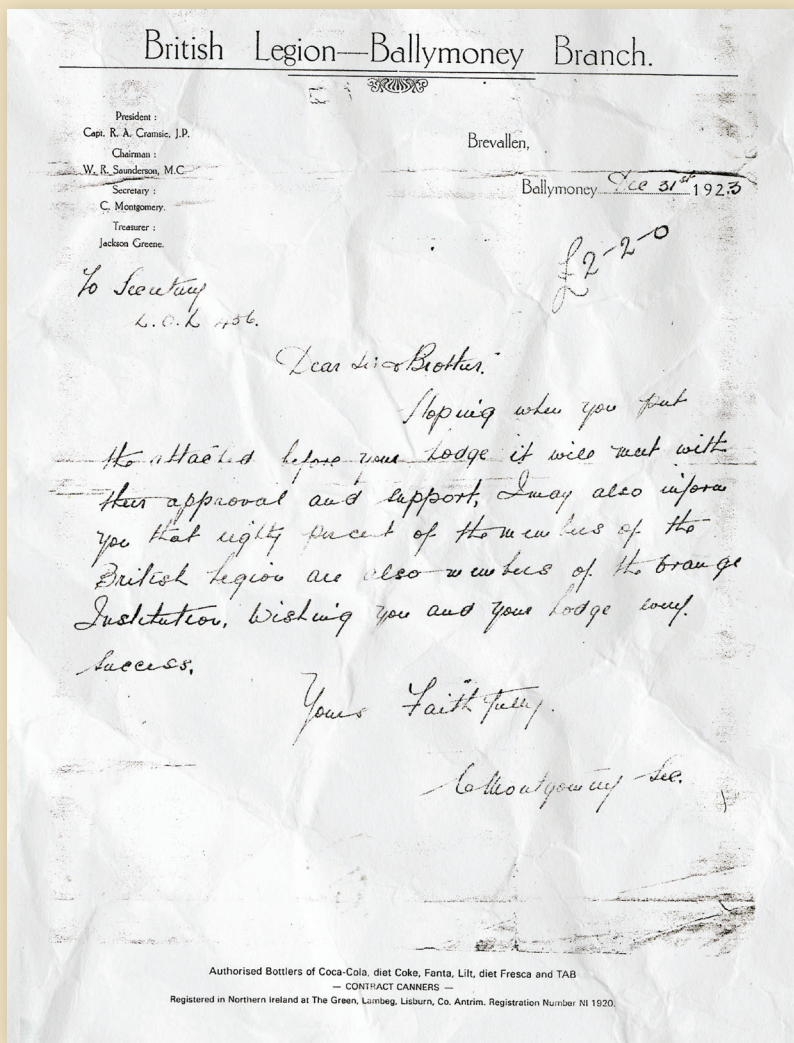 British Legion—Ballymoney Branch.
President :
Capt. R. A. Cramsie, J.P.
Chairman :
W. R. Saunderson, M.C
Secretary :
C. Montgomery.
Treasurer :
Jackson Greene.
Brevallen,
Ballymoney Dec 31st 1923
£2-2-0
To Secretary
L.O.L 456.
Dear Sir & Brother.
Hoping when you put
the attached before your Lodge it will meet with
their approval and support, I may also inform
you that eighty percent of the members of the
British Legion are also members of the Orange
Institution, Wishing you and your Lodge every
success.
Yours Faithfully.
C Montgomery Sec.
Authorised Bottlers of Coca-Cola, diet Coke, Fanta, Lilt, diet Fresca and TAB
— CONTRACT CANNERS —
Registered in Northern Ireland at The Green, Lambeg, Lisburn, Co. Antrim. Registration Number NI 1920.